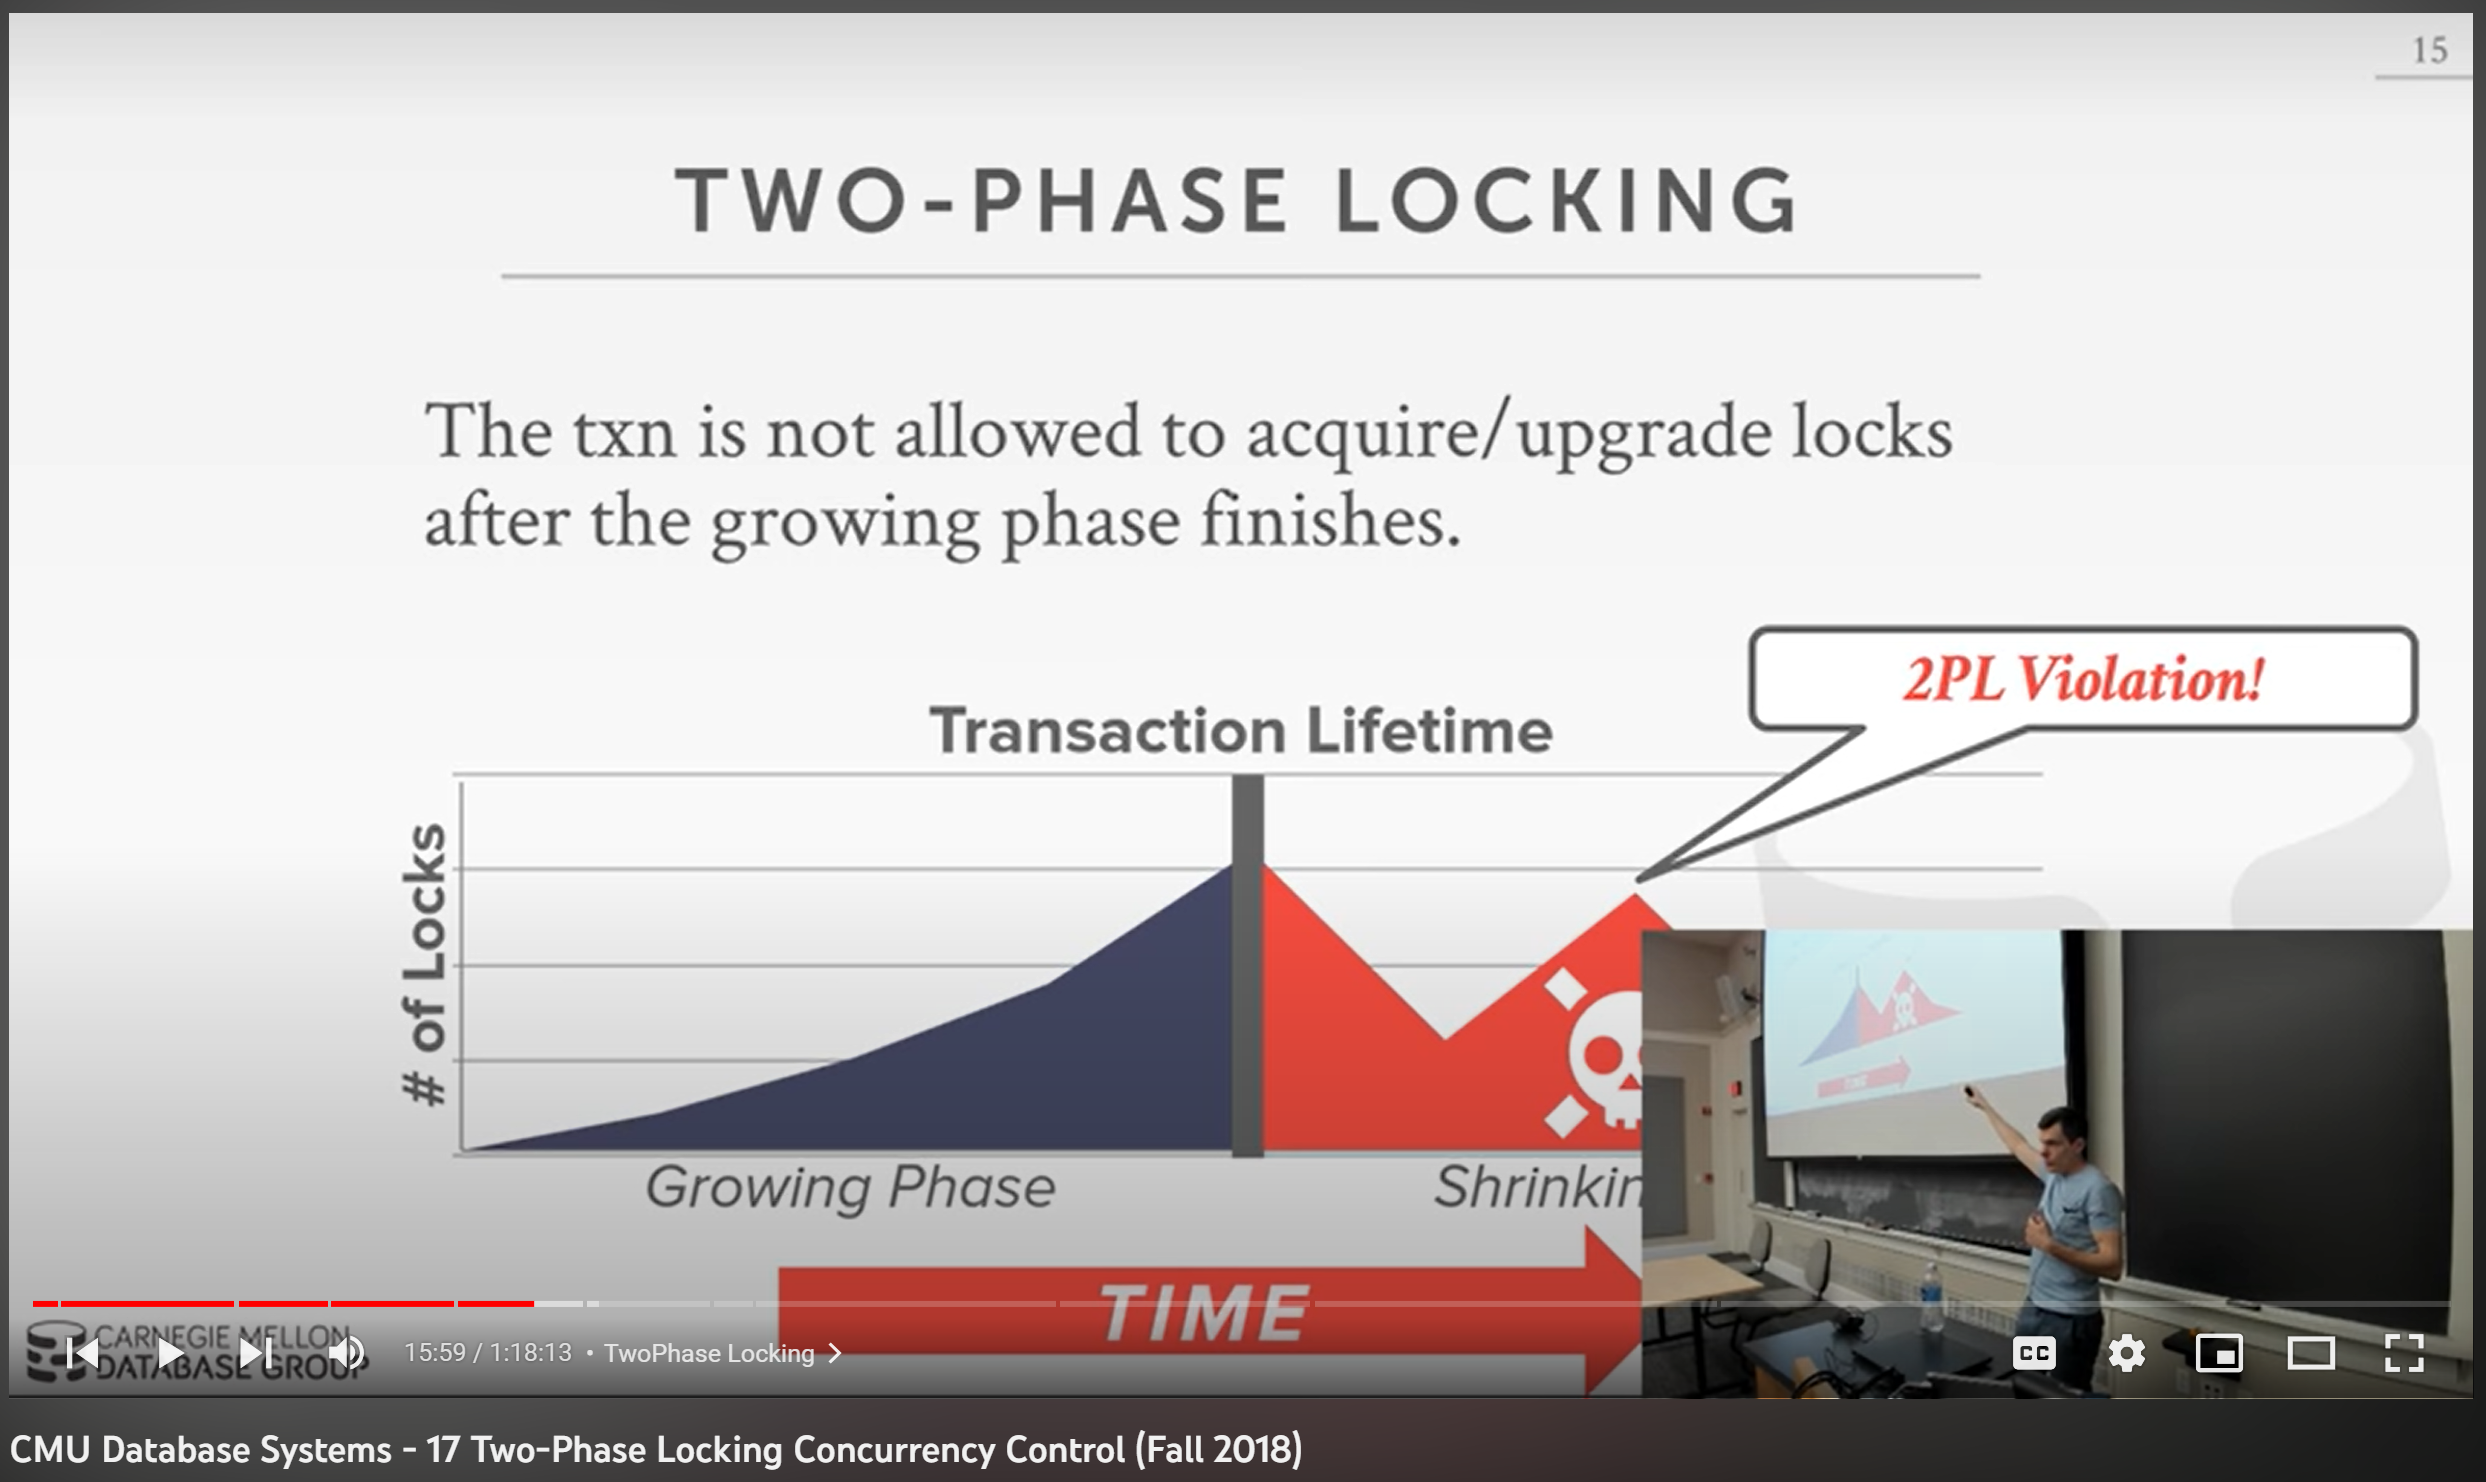 15
TWO-PHASE LOCKING
The txn is not allowed to acquire/upgrade locks
after the growing phase finishes.
2PL Violation!
Transaction Lifetime
# of Locks
Growing Phase
Shrinkin
TIME
CARNEGIE MELLON
DATABASE GROUP
15:59 / 1:18:13 • TwoPhase Locking
CC
CMU Database Systems - 17 Two-Phase Locking Concurrency Control (Fall 2018)